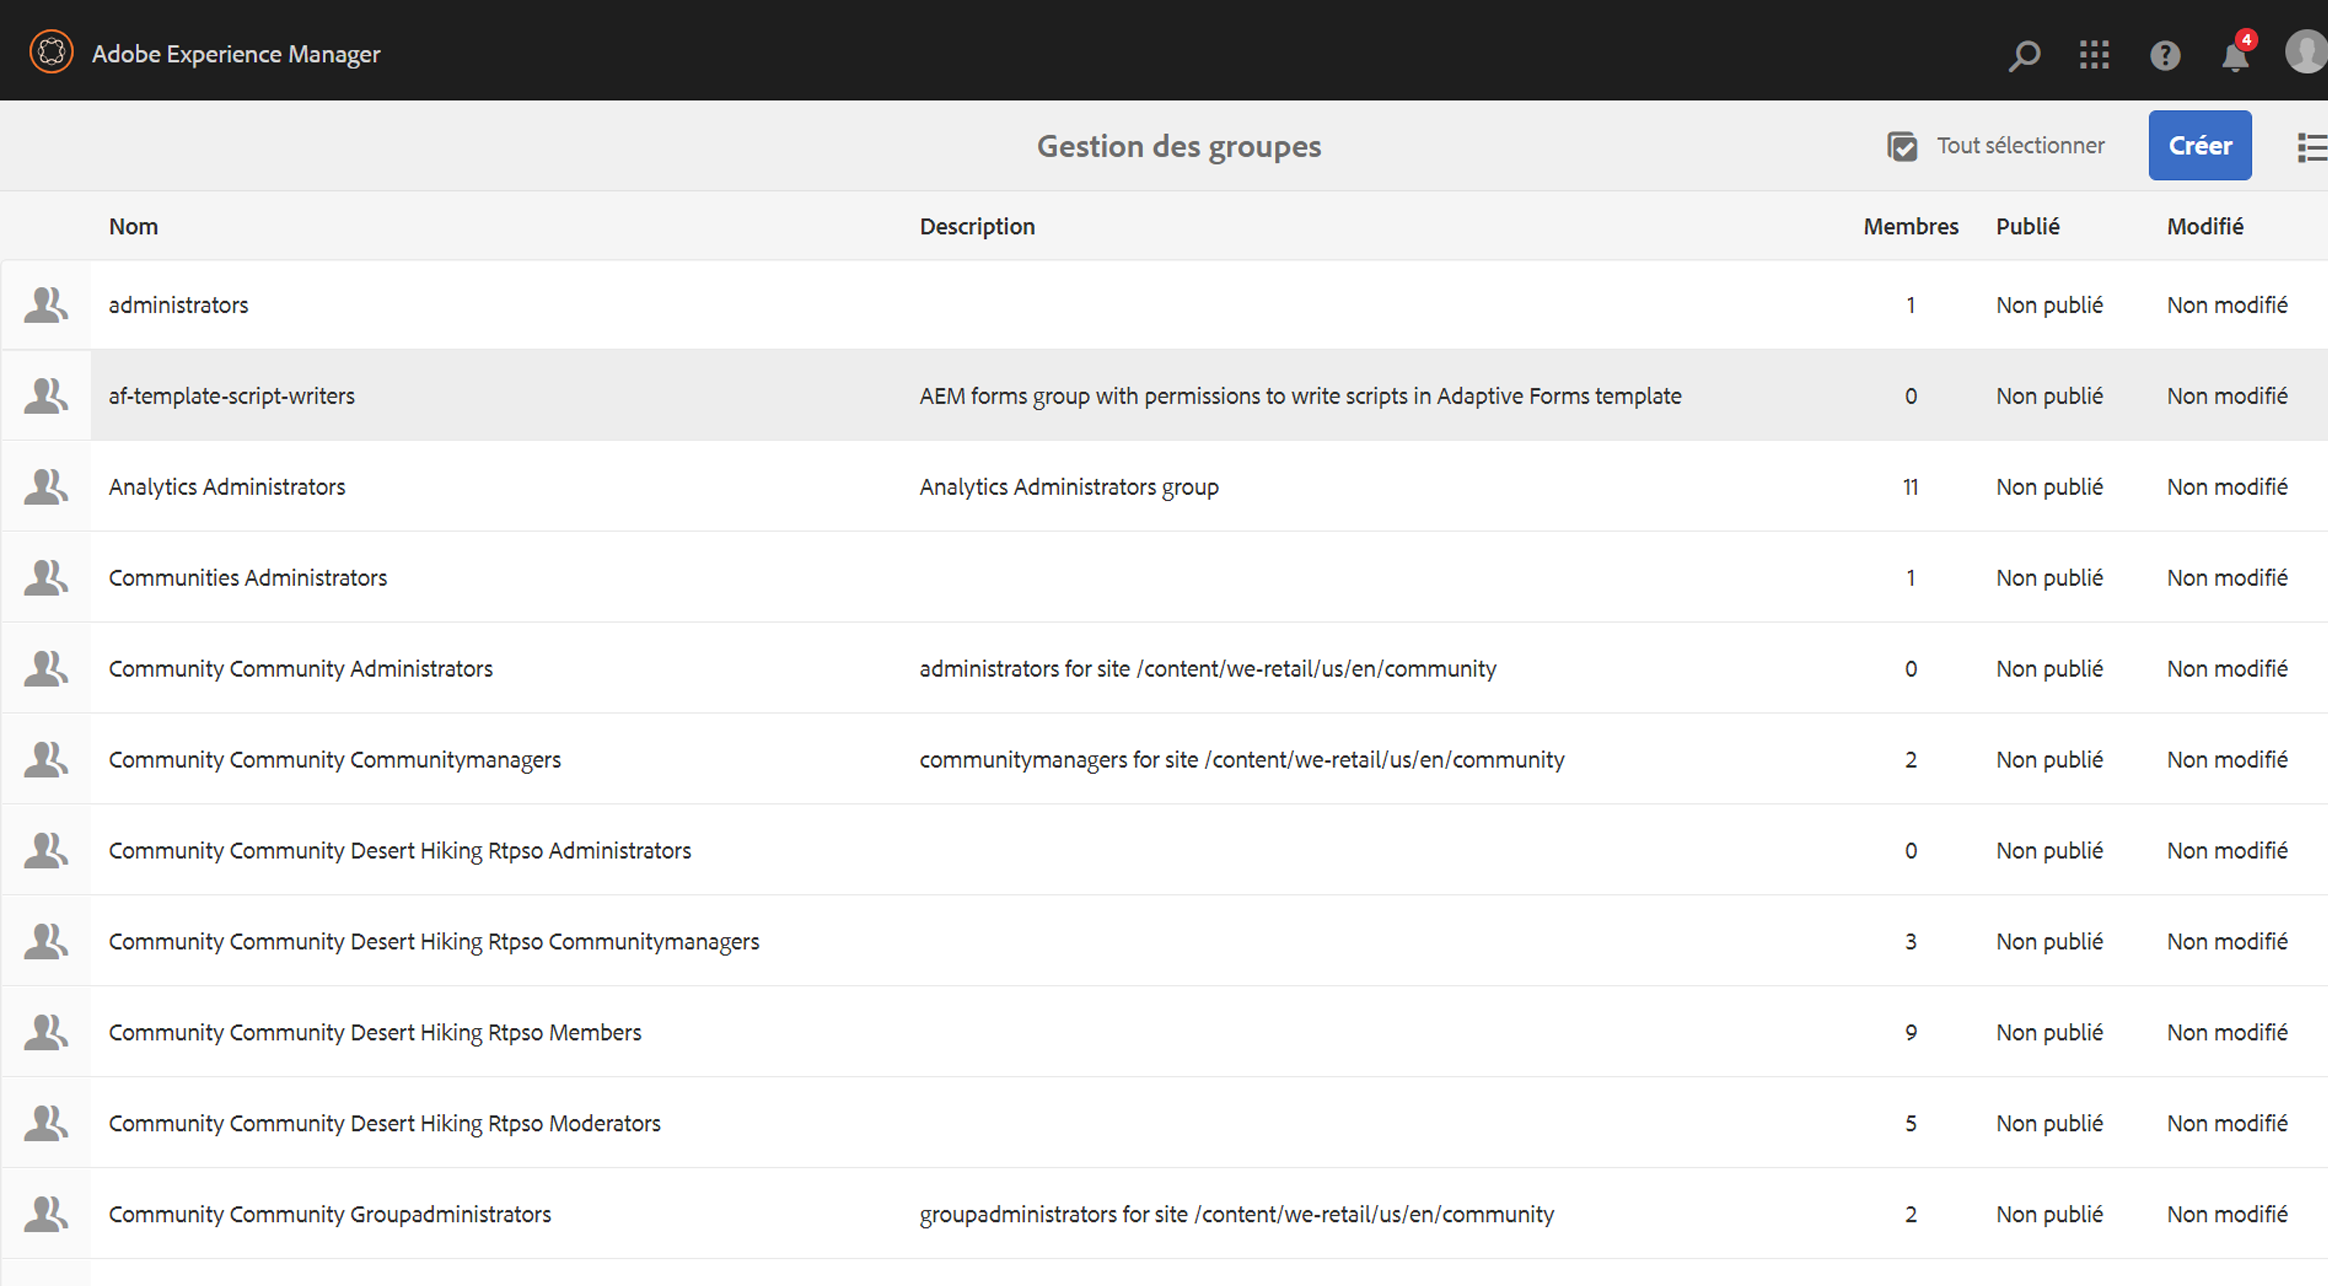 Adobe Experience Manager
4
Gestion des groupes
Tout sélectionner
Créer
Nom Description Membres Publié Modifié
administrators 1 Non publié Non modifié
af-template-script-writers AEM forms group with permissions to write scripts in Adaptive Forms template 0 Non publié Non modifié
Analytics Administrators Analytics Administrators group 11 Non publié Non modifié
Communities Administrators 1 Non publié Non modifié
Community Community Administrators administrators for site /content/we-retail/us/en/community 0 Non publié Non modifié
Community Community Communitymanagers communitymanagers for site /content/we-retail/us/en/community 2 Non publié Non modifié
Community Community Desert Hiking Rtpso Administrators 0 Non publié Non modifié
Community Community Desert Hiking Rtpso Communitymanagers 3 Non publié Non modifié
Community Community Desert Hiking Rtpso Members 9 Non publié Non modifié
Community Community Desert Hiking Rtpso Moderators 5 Non publié Non modifié
Community Community Groupadministrators groupadministrators for site /content/we-retail/us/en/community 2 Non publié Non modifié